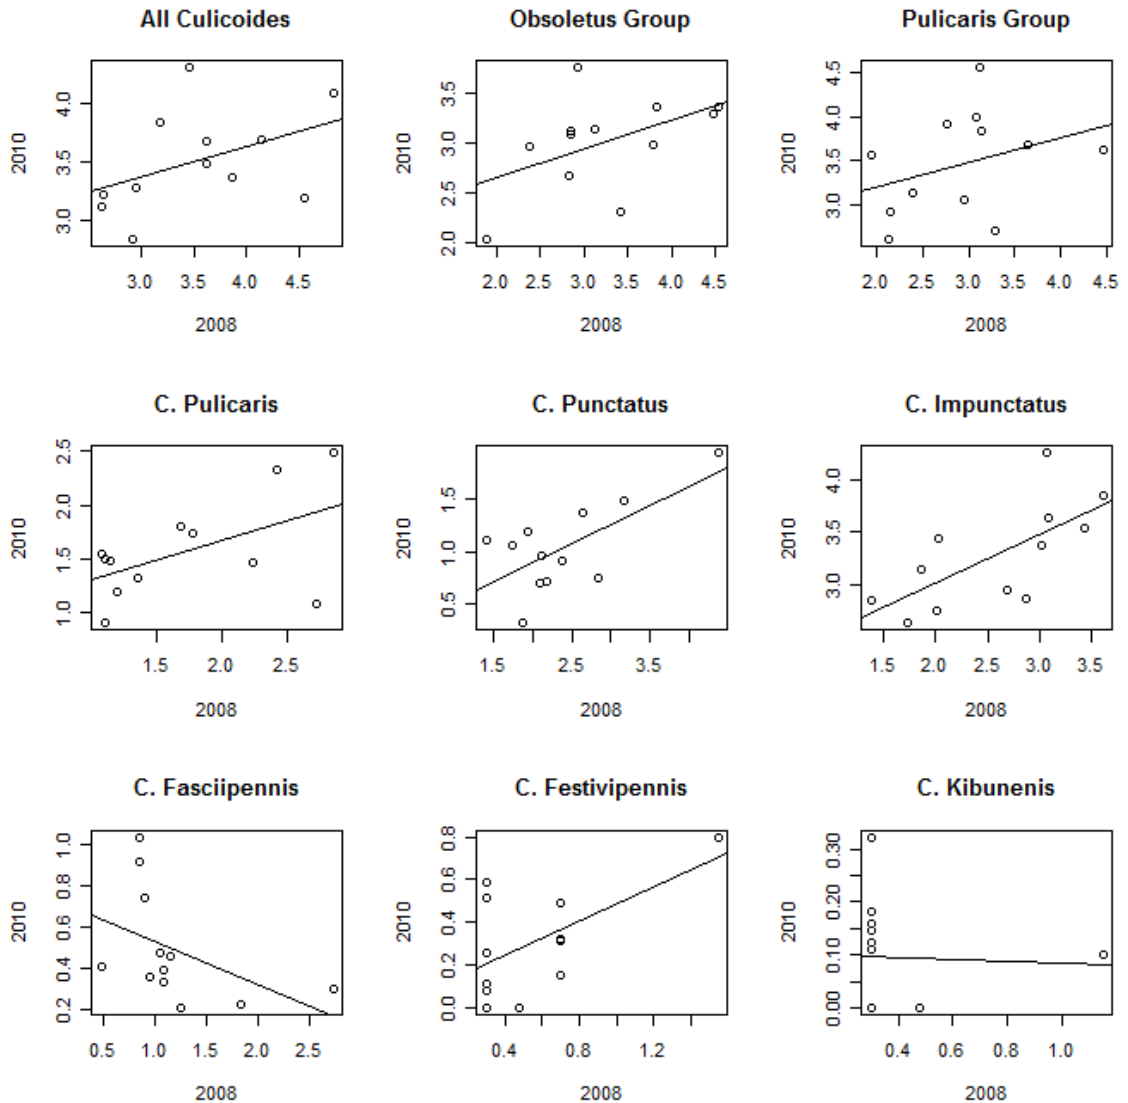 All Culicoides
2010
3.0 3.5 4.0
3.0 3.5 4.0 4.5
2008
Obsoletus Group
2010
2.0 2.5 3.0 3.5
2.0 2.5 3.0 3.5 4.0 4.5
2008
Pulicaris Group
2010
3.0 3.5 4.0 4.5
2.0 2.5 3.0 3.5 4.0 4.5
2008
C. Pulicaris
2010
1.0 1.5 2.0 2.5
1.5 2.0 2.5
2008
C. Punctatus
2010
0.5 1.0 1.5
1.5 2.5 3.5
2008
C. Impunctatus
2010
3.0 3.5 4.0
1.5 2.0 2.5 3.0 3.5
2008
C. Fasciipennis
2010
0.2 0.4 0.6 0.8 1.0
0.5 1.0 1.5 2.0 2.5
2008
C. Festivipennis
2010
0.0 0.2 0.4 0.6 0.8
0.4 0.8 1.2
2008
C. Kibunenis
2010
0.00 0.10 0.20 0.30
0.4 0.6 0.8 1.0
2008